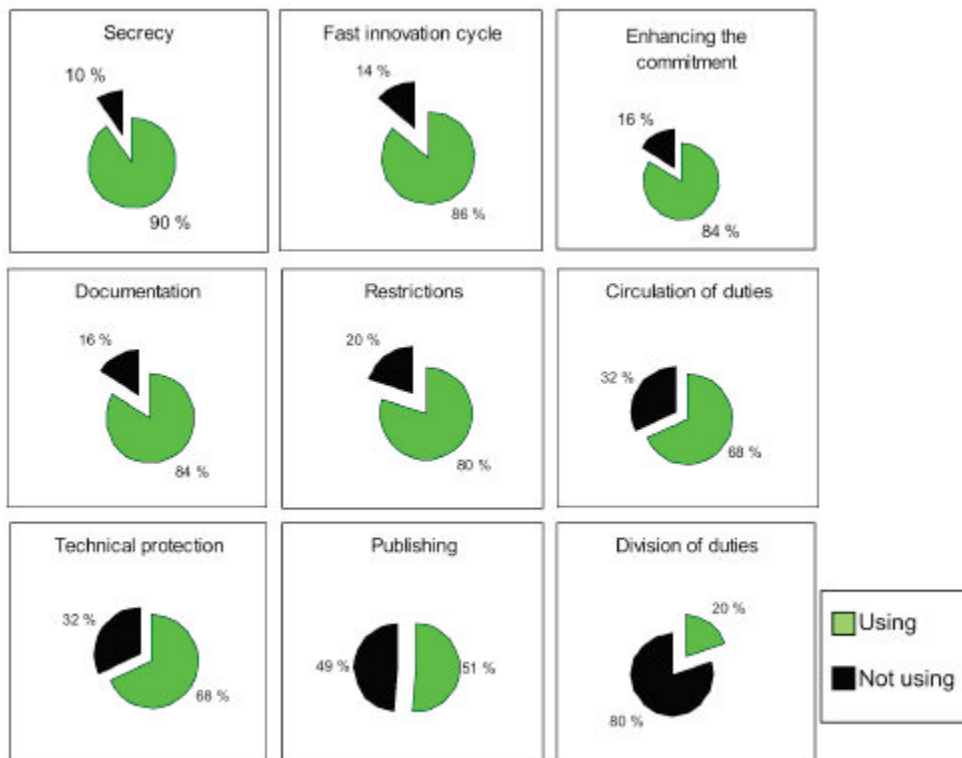 Secrecy
10 %
90 %
Fast innovation cycle
14 %
86 %
Enhancing the
commitment
16 %
84 %
Documentation
16 %
84 %
Restrictions
20 %
80 %
Circulation of duties
32 %
68 %
Technical protection
32 %
68 %
Publishing
49 %
51 %
Division of duties
20 %
80 %
Using
Not using